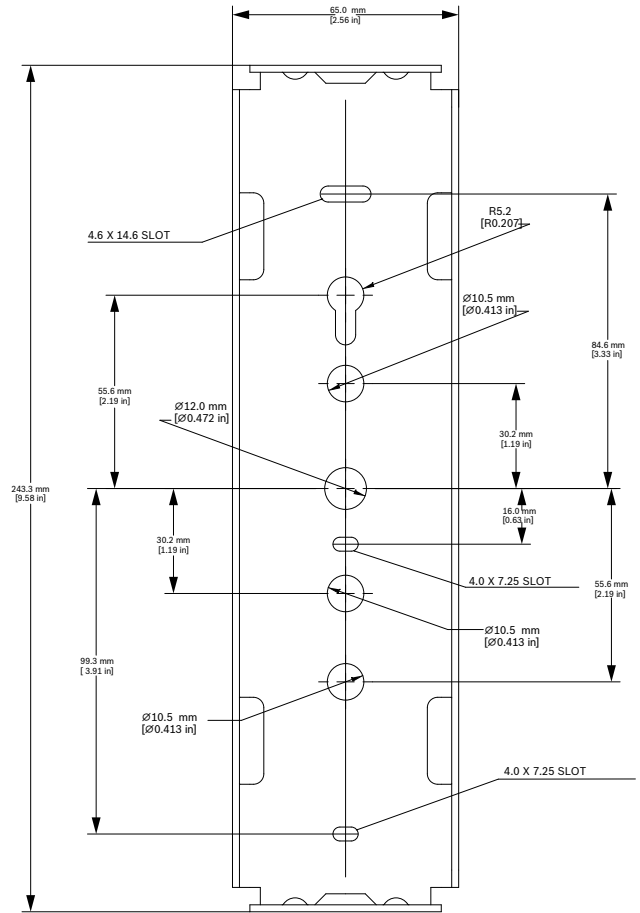 65.0 mm
[2.56 in]
4.6 X 14.6 SLOT
R5.2
[R0.207]
Ø10.5 mm
[Ø0.413 in]
84.6 mm
[3.33 in]
55.6 mm
[2.19 in]
Ø12.0 mm
[Ø0.472 in]
30.2 mm
[1.19 in]
243.3 mm
[9.58 in]
16.0 mm
[0.63 in]
30.2 mm
[1.19 in]
4.0 X 7.25 SLOT
55.6 mm
[2.19 in]
Ø10.5 mm
[Ø0.413 in]
99.3 mm
[ 3.91 in]
Ø10.5 mm
[Ø0.413 in]
4.0 X 7.25 SLOT